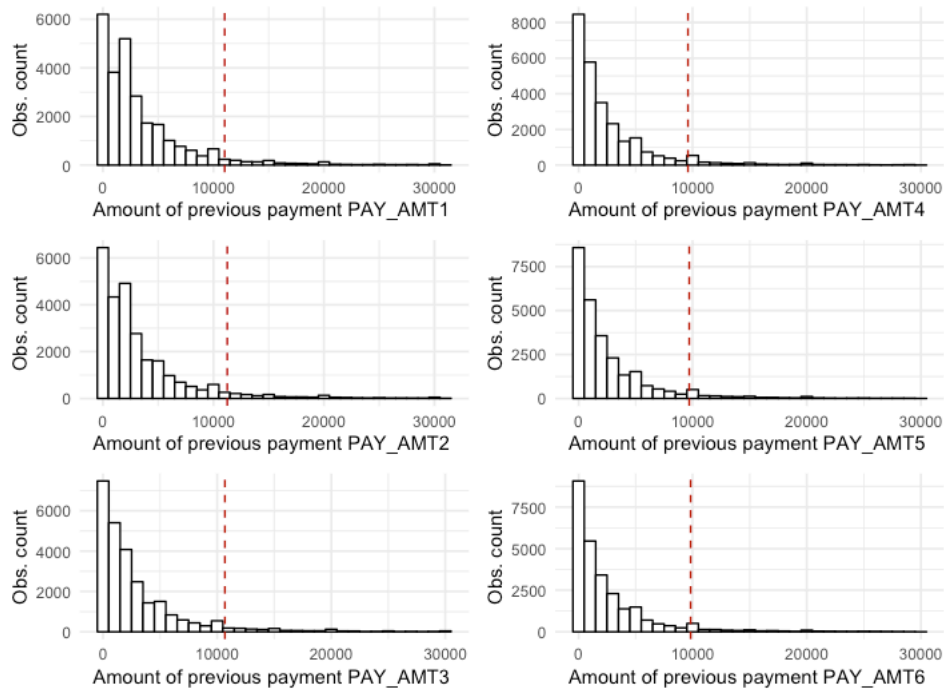 Obs. count
6000
4000
2000
0
0 10000 20000 30000
Amount of previous payment PAY_AMT1
Obs. count
8000
6000
4000
2000
0
0 10000 20000 30000
Amount of previous payment PAY_AMT4
Obs. count
6000
4000
2000
0
0 10000 20000 30000
Amount of previous payment PAY_AMT2
Obs. count
7500
5000
2500
0
0 10000 20000 30000
Amount of previous payment PAY_AMT5
Obs. count
6000
4000
2000
0
0 10000 20000 30000
Amount of previous payment PAY_AMT3
Obs. count
7500
5000
2500
0
0 10000 20000 30000
Amount of previous payment PAY_AMT6